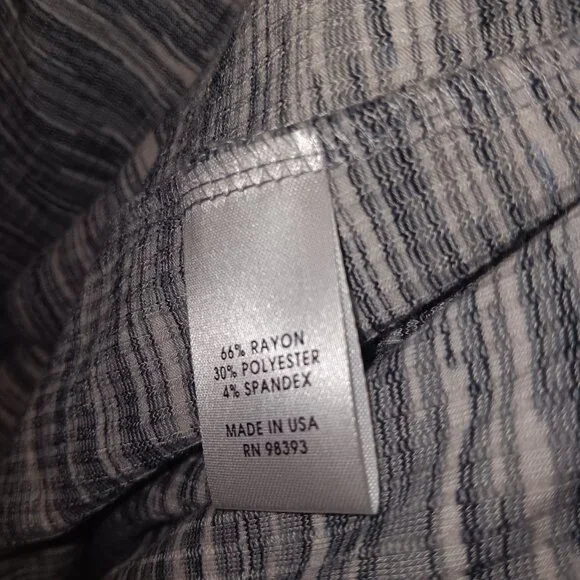 66% RAYON
30% POLYESTER
4% SPANDEX
MADE IN USA
RN 98393